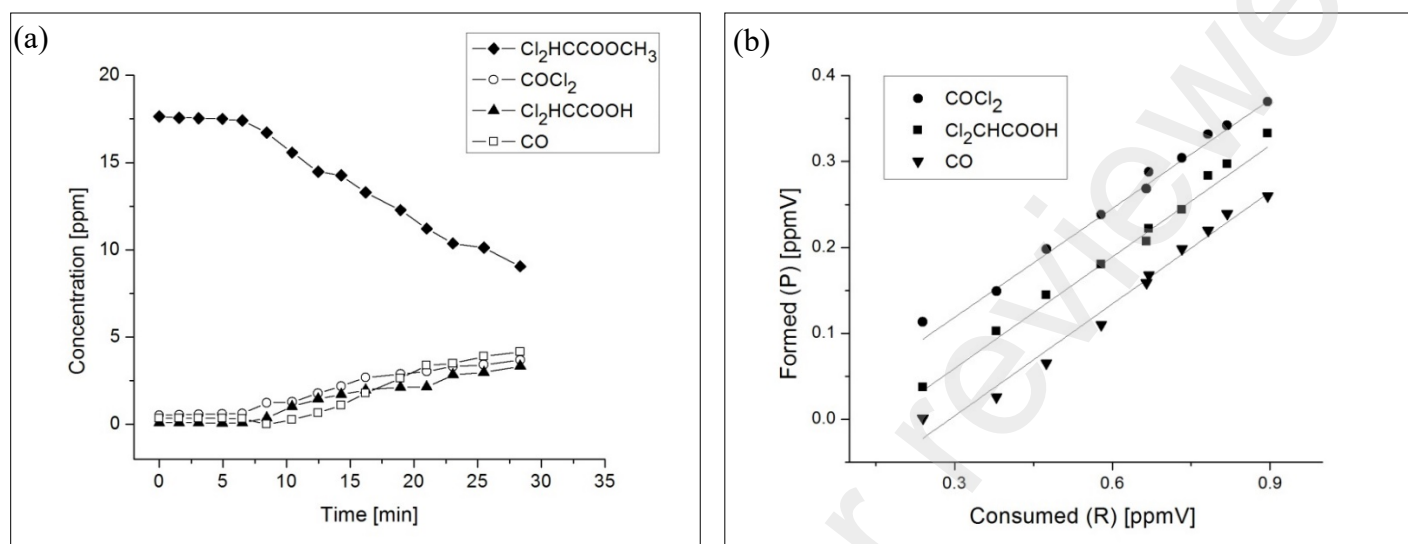 (a)
Cl₂HCCOOCH₃
COCl₂
Cl₂HCCOOH
CO
20
15
10
5
0
Concentration [ppm]
0 5 10 15 20 25 30 35
Time [min]
(b)
COCl₂
Cl₂CHCOOH
CO
0.4
0.3
0.2
0.1
0.0
Formed (P) [ppmV]
0.3 0.6 0.9
Consumed (R) [ppmV]
r reviewe